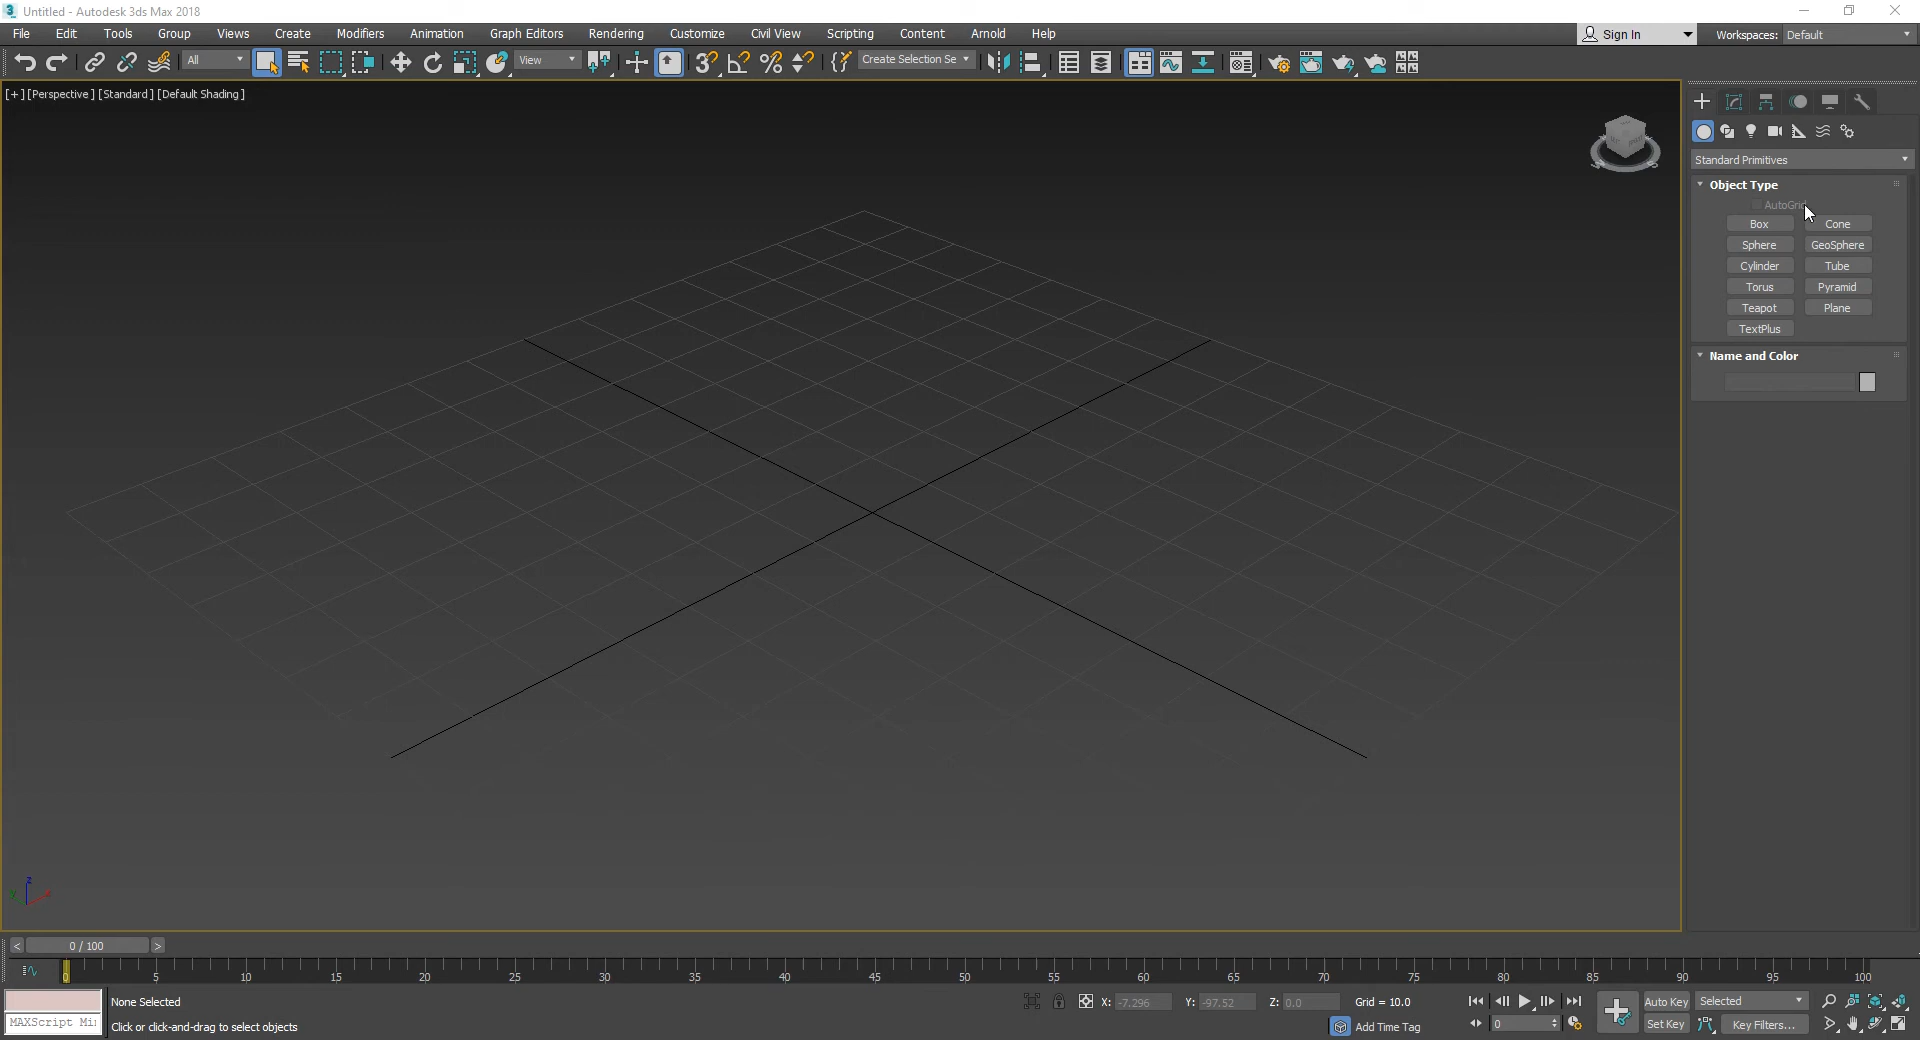 Untitled - Autodesk 3ds Max 2018
File Edit Tools Group Views Create Modifiers Animation Graph Editors Rendering Customize Civil View Scripting Content Arnold Help Sign In Workspaces: Default
All View Create Selection Se
[+] [Perspective ] [Standard ] [Default Shading ]
Standard Primitives
Object Type
AutoGrid
Box Cone
Sphere GeoSphere
Cylinder Tube
Torus Pyramid
Teapot Plane
TextPlus
Name and Color
z
y x
< 0 / 100 >
0 5 10 15 20 25 30 35 40 45 50 55 60 65 70 75 80 85 90 95 100
None Selected X: -7.296 Y: -97.52 Z: 0.0 Grid = 10.0 Auto Key Selected
MAXScript Mi Click or click-and-drag to select objects Add Time Tag 0 Set Key Key Filters...